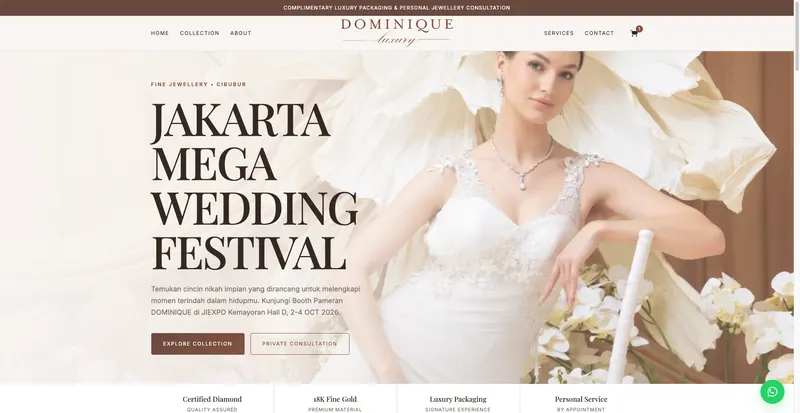 COMPLIMENTARY LUXURY PACKAGING & PERSONAL JEWELLERY CONSULTATION
HOME COLLECTION ABOUT
DOMINIQUE
luxury
SERVICES CONTACT
1
FINE JEWELLERY • CIBUBUR
JAKARTA
MEGA
WEDDING
FESTIVAL
Temukan cincin nikah impian yang dirancang untuk melengkapi
momen terindah dalam hidupmu. Kunjungi Booth Pameran
DOMINIQUE di JIEXPO Kemayoran Hall D, 2-4 OCT 2026.
EXPLORE COLLECTION PRIVATE CONSULTATION
Certified Diamond
QUALITY ASSURED
18K Fine Gold
PREMIUM MATERIAL
Luxury Packaging
SIGNATURE EXPERIENCE
Personal Service
BY APPOINTMENT